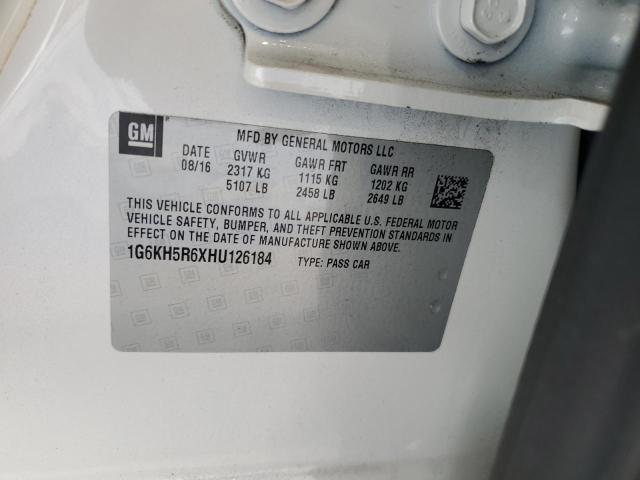 GM
MFD BY GENERAL MOTORS LLC
DATE GVWR GAWR FRT GAWR RR
08/16 2317 KG 1115 KG 1202 KG
5107 LB 2458 LB 2649 LB
THIS VEHICLE CONFORMS TO ALL APPLICABLE U.S. FEDERAL MOTOR
VEHICLE SAFETY, BUMPER, AND THEFT PREVENTION STANDARDS IN
EFFECT ON THE DATE OF MANUFACTURE SHOWN ABOVE.
1G6KH5R6XHU126184 TYPE: PASS CAR